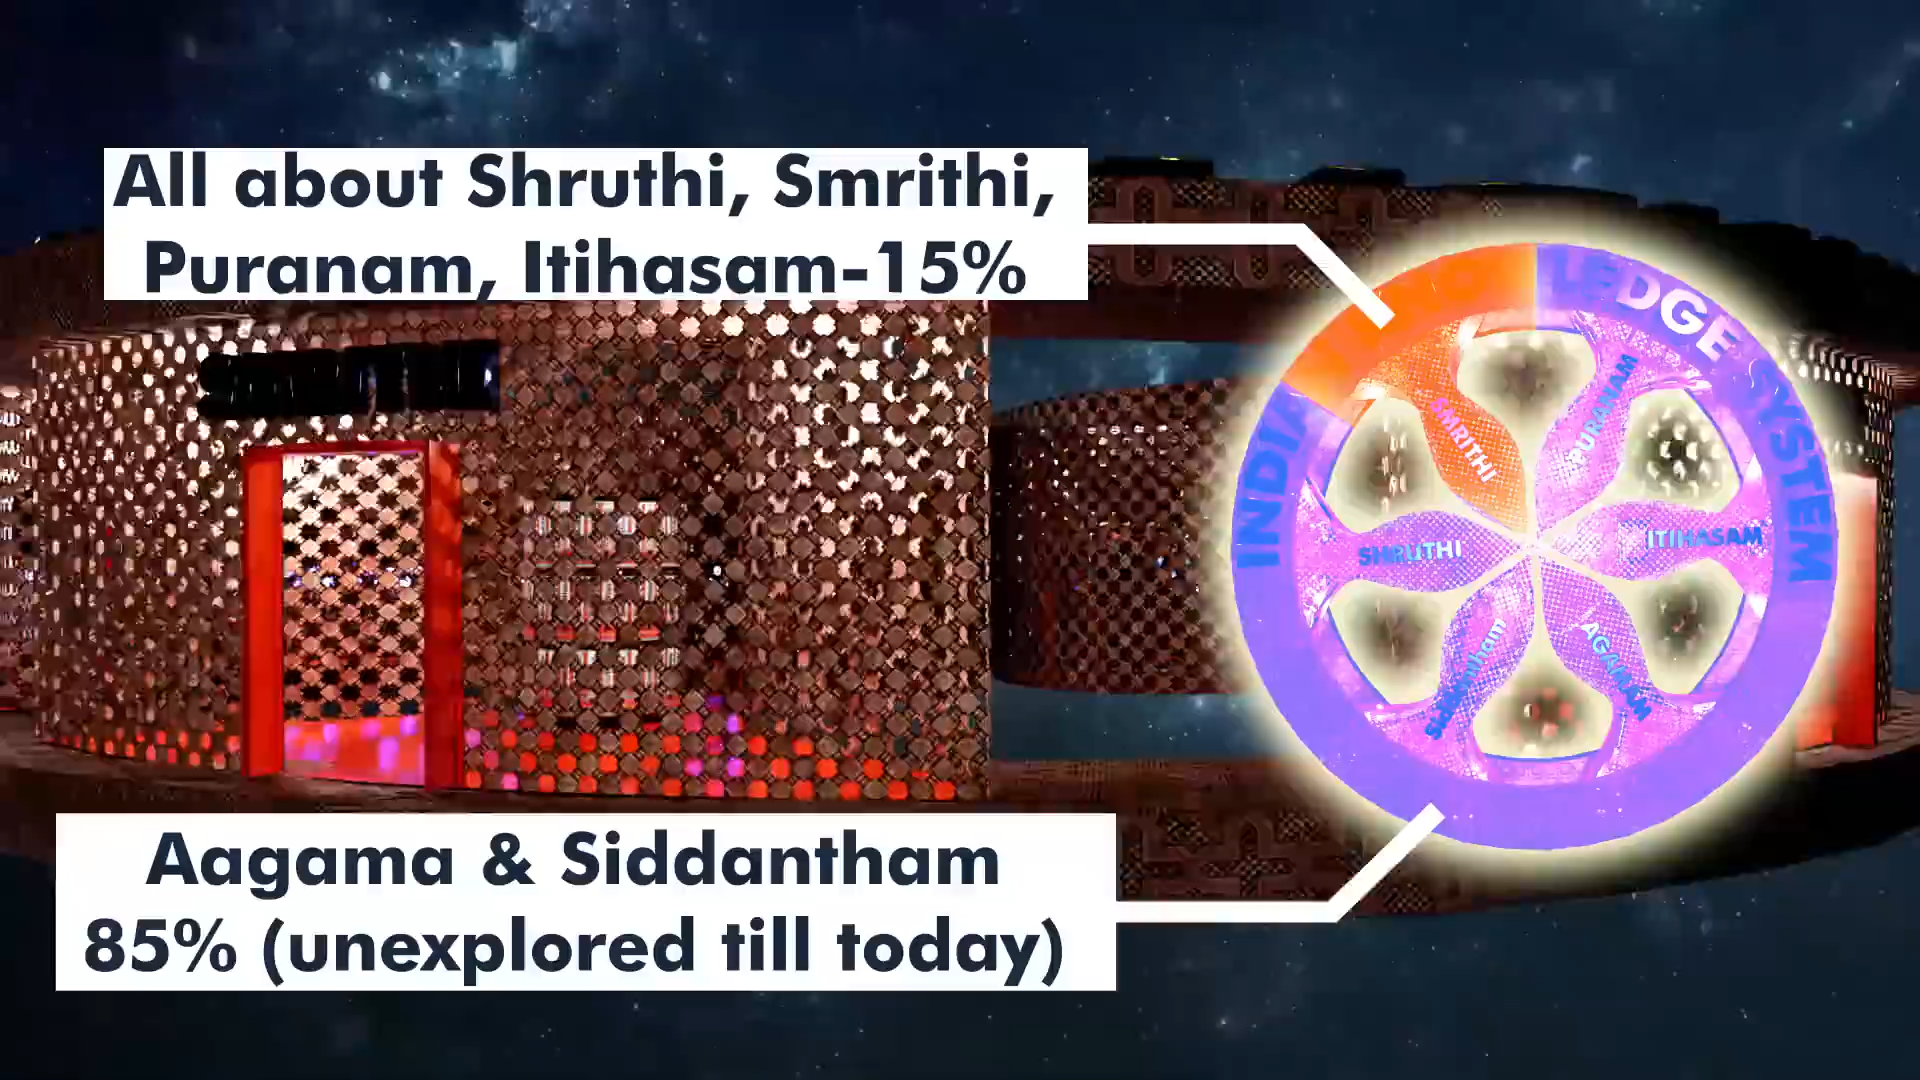 All about Shruthi, Smrithi,
Puranam, Itihasam-15%
LEDGE SYSTEM
SMRITHI
PURANAM
SHRUTHI
ITIHASAM
Siddhantham
AGAMAM
Aagama & Siddantham
85% (unexplored till today)